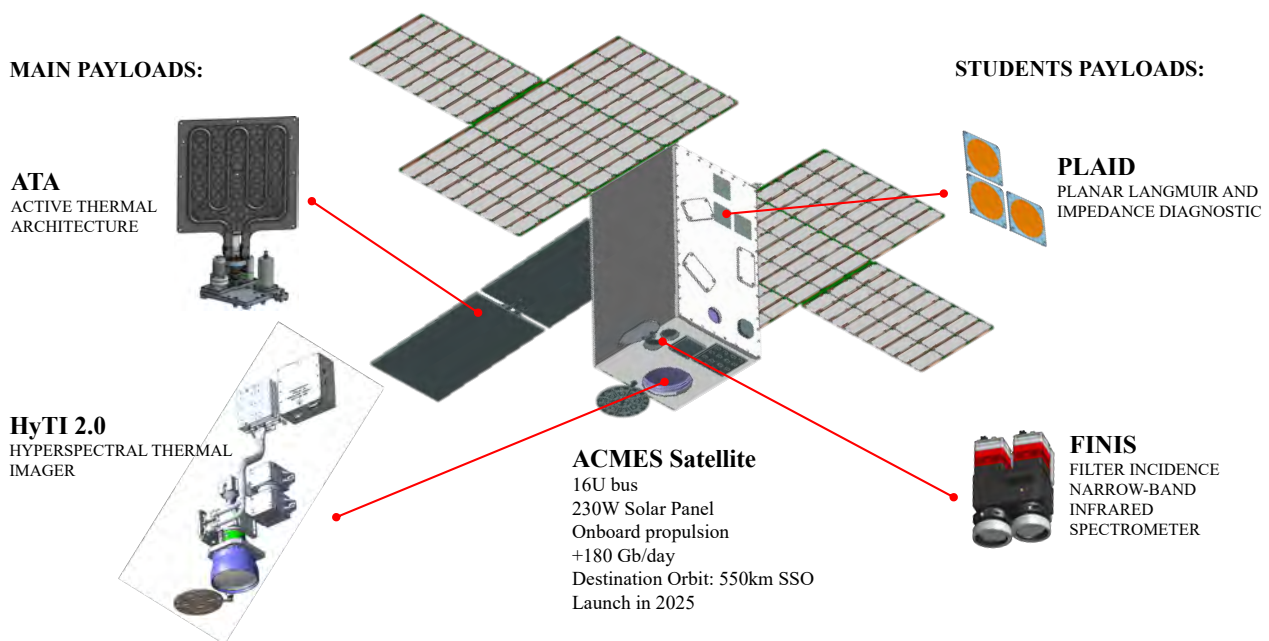 MAIN PAYLOADS:
ATA
ACTIVE THERMAL
ARCHITECTURE
HyTI 2.0
HYPERSPECTRAL THERMAL
IMAGER
ACMES Satellite
16U bus
230W Solar Panel
Onboard propulsion
+180 Gb/day
Destination Orbit: 550km SSO
Launch in 2025
STUDENTS PAYLOADS:
PLAID
PLANAR LANGMUIR AND
IMPEDANCE DIAGNOSTIC
FINIS
FILTER INCIDENCE
NARROW-BAND
INFRARED
SPECTROMETER